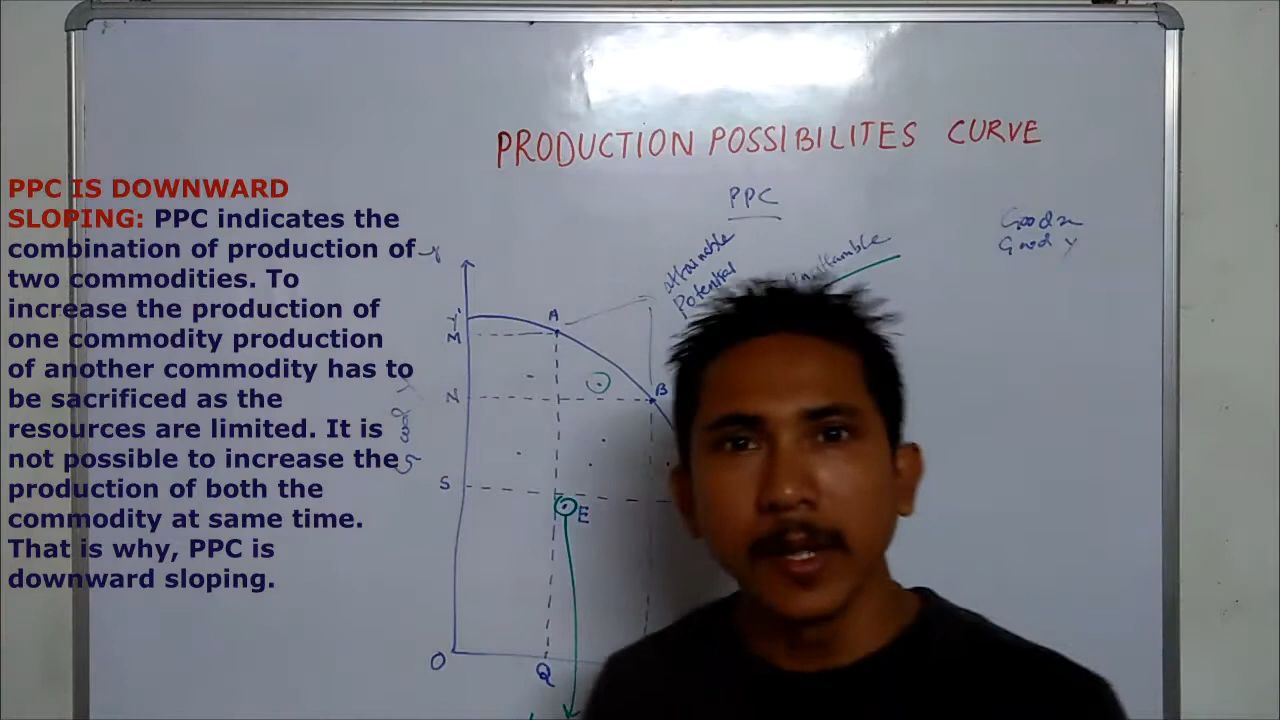 PRODUCTION POSSIBILITES CURVE
PPC
PPC IS DOWNWARD
SLOPING: PPC indicates the
combination of production of
two commodities. To
increase the production of
one commodity production
of another commodity has to
be sacrificed as the
resources are limited. It is
not possible to increase the
production of both the
commodity at same time.
That is why, PPC is
downward sloping.
attainable
Potential
Good x
Good y
Y'
M
A
N
B
S
E
O
Q